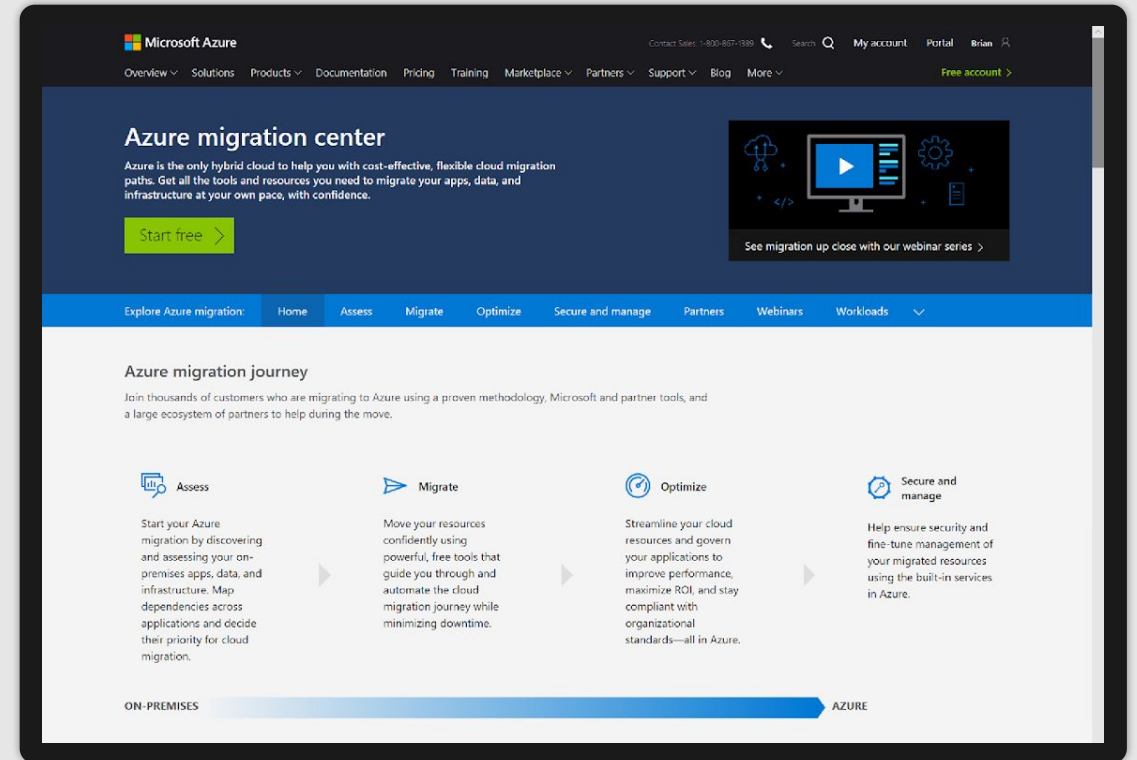 Microsoft Azure
Contact Sales: 1-800-867-1389
Search
My account
Portal
Brian
Overview
Solutions
Products
Documentation
Pricing
Training
Marketplace
Partners
Support
Blog
More
Free account >
Azure migration center
Azure is the only hybrid cloud to help you with cost-effective, flexible cloud migration
paths. Get all the tools and resources you need to migrate your apps, data, and
infrastructure at your own pace, with confidence.
Start free >
</>
See migration up close with our webinar series >
Explore Azure migration:
Home
Assess
Migrate
Optimize
Secure and manage
Partners
Webinars
Workloads
Azure migration journey
Join thousands of customers who are migrating to Azure using a proven methodology, Microsoft and partner tools, and
a large ecosystem of partners to help during the move.
Assess
Start your Azure
migration by discovering
and assessing your on-
premises apps, data, and
infrastructure. Map
dependencies across
applications and decide
their priority for cloud
migration.
Migrate
Move your resources
confidently using
powerful, free tools that
guide you through and
automate the cloud
migration journey while
minimizing downtime.
Optimize
Streamline your cloud
resources and govern
your applications to
improve performance,
maximize ROI, and stay
compliant with
organizational
standards—all in Azure.
Secure and
manage
Help ensure security and
fine-tune management of
your migrated resources
using the built-in services
in Azure.
ON-PREMISES
AZURE